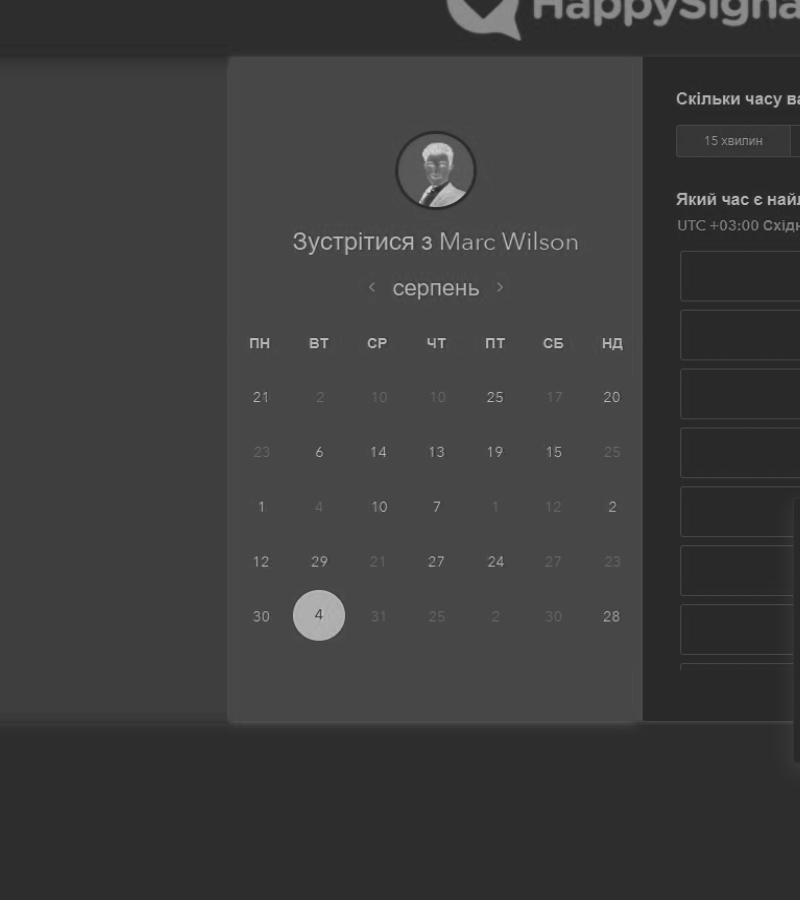 HappySigna
Зустрітися з Marc Wilson
‹ серпень ›
ПН ВТ СР ЧТ ПТ СБ НД
21 2 10 10 25 17 20
23 6 14 13 19 15 25
1 4 10 7 1 12 2
12 29 21 27 24 27 23
30 4 31 25 2 30 28
Скільки часу ва
15 хвилин
Який час є найл
UTC +03:00 Східн